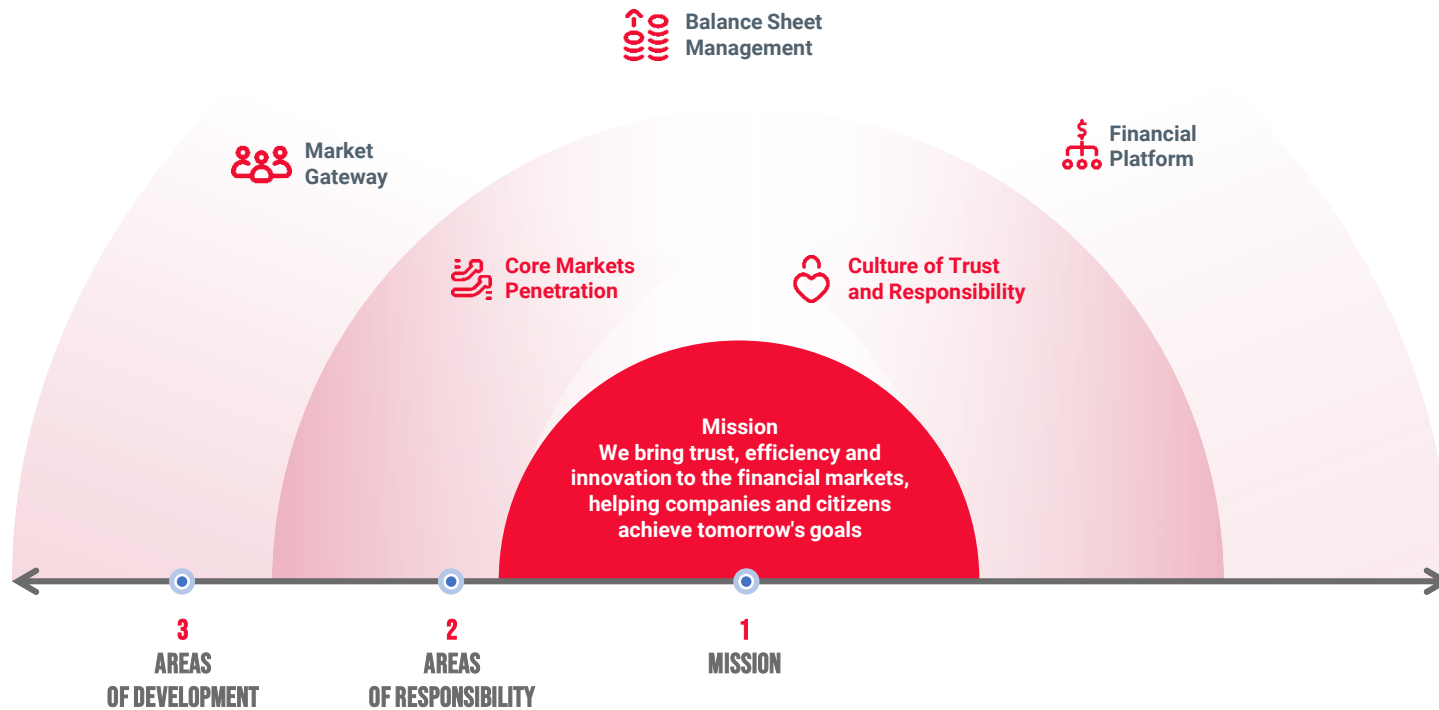 Balance Sheet
Management
Market
Gateway
Financial
Platform
Core Markets
Penetration
Culture of Trust
and Responsibility
Mission
We bring trust, efficiency and
innovation to the financial markets,
helping companies and citizens
achieve tomorrow's goals
3
AREAS
OF DEVELOPMENT
2
AREAS
OF RESPONSIBILITY
1
MISSION